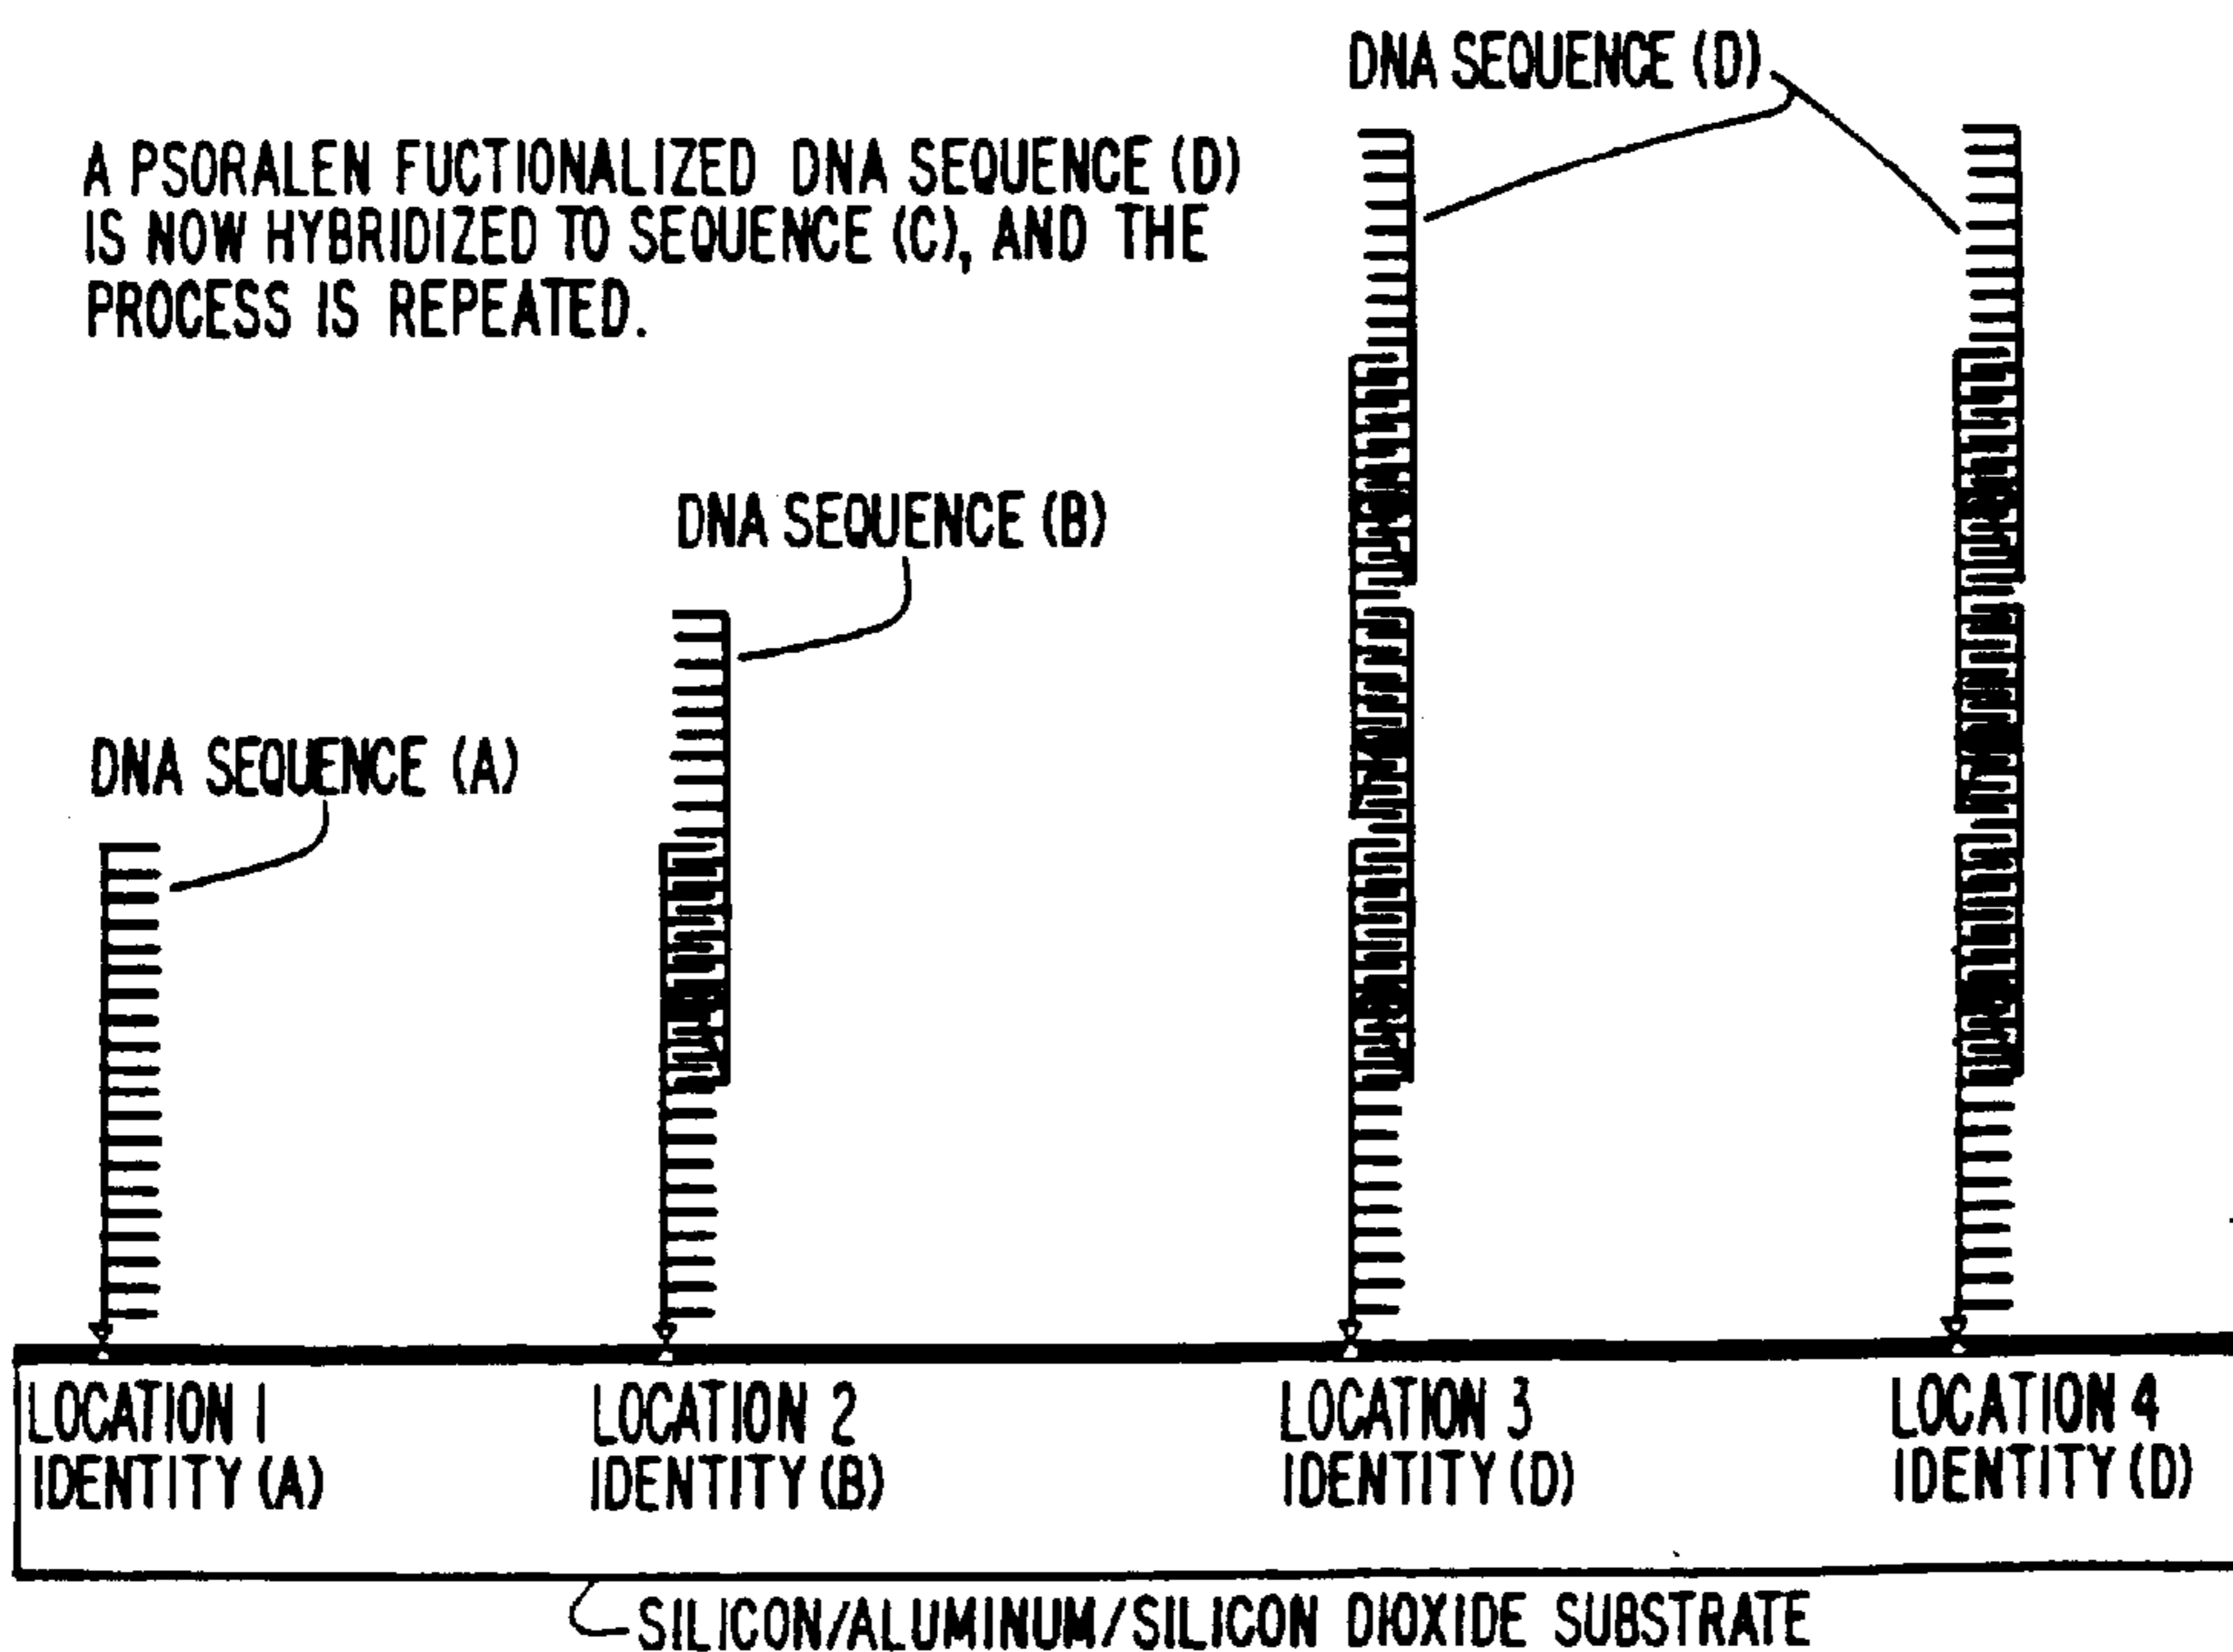 DNA SEQUENCE (D)
A PSORALEN FUCTIONALIZED DNA SEQUENCE (D)
IS NOW HYBRIDIZED TO SEQUENCE (C), AND THE
PROCESS IS REPEATED.
DNA SEQUENCE (B)
DNA SEQUENCE (A)
LOCATION 1
IDENTITY (A)
LOCATION 2
IDENTITY (B)
LOCATION 3
IDENTITY (D)
LOCATION 4
IDENTITY (D)
SILICON/ALUMINUM/SILICON DIOXIDE SUBSTRATE